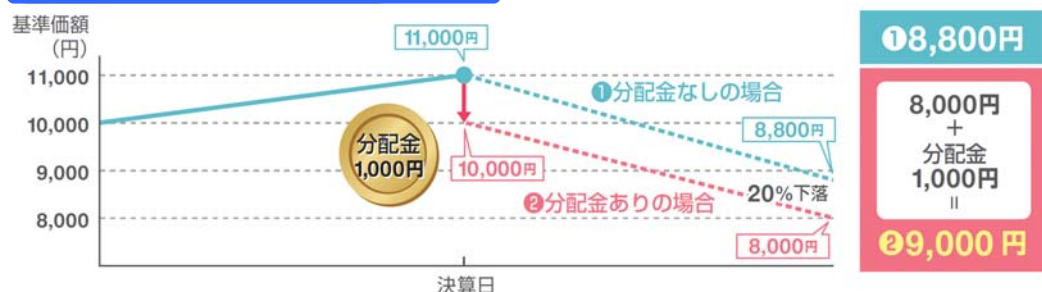 基準価額
（円）
11,000円
11,000
10,000
9,000
8,000
分配金
1,000円
10,000円
❶分配金なしの場合
8,800円
❷分配金ありの場合
20%下落
8,000円
決算日
❶8,800円
8,000円
+
分配金
1,000円
=
❷9,000円